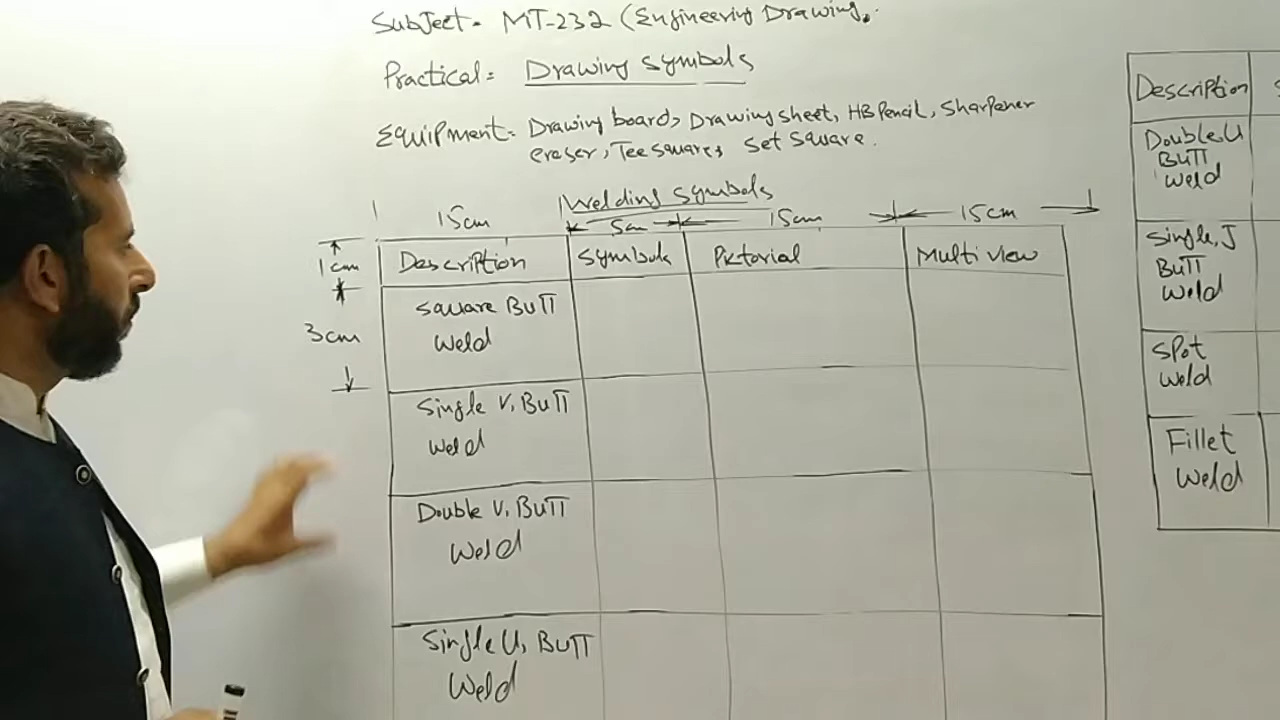 Subject = MT-232 (Engineering Drawing.
Practical = Drawing symbols
Equipment = Drawing board, Drawing sheet, HB Pencil, Sharpener
eraser, Tee square, set square.
Welding symbols
15cm 5cm 15cm 15cm
1cm
3cm
Description Symbols Pictorial Multi view
Square Butt
Weld
Single V, Butt
Weld
Double V, Butt
Weld
Single U, Butt
Weld
Description
Double U
Butt
Weld
Single, J
Butt
Weld
Spot
Weld
Fillet
Weld